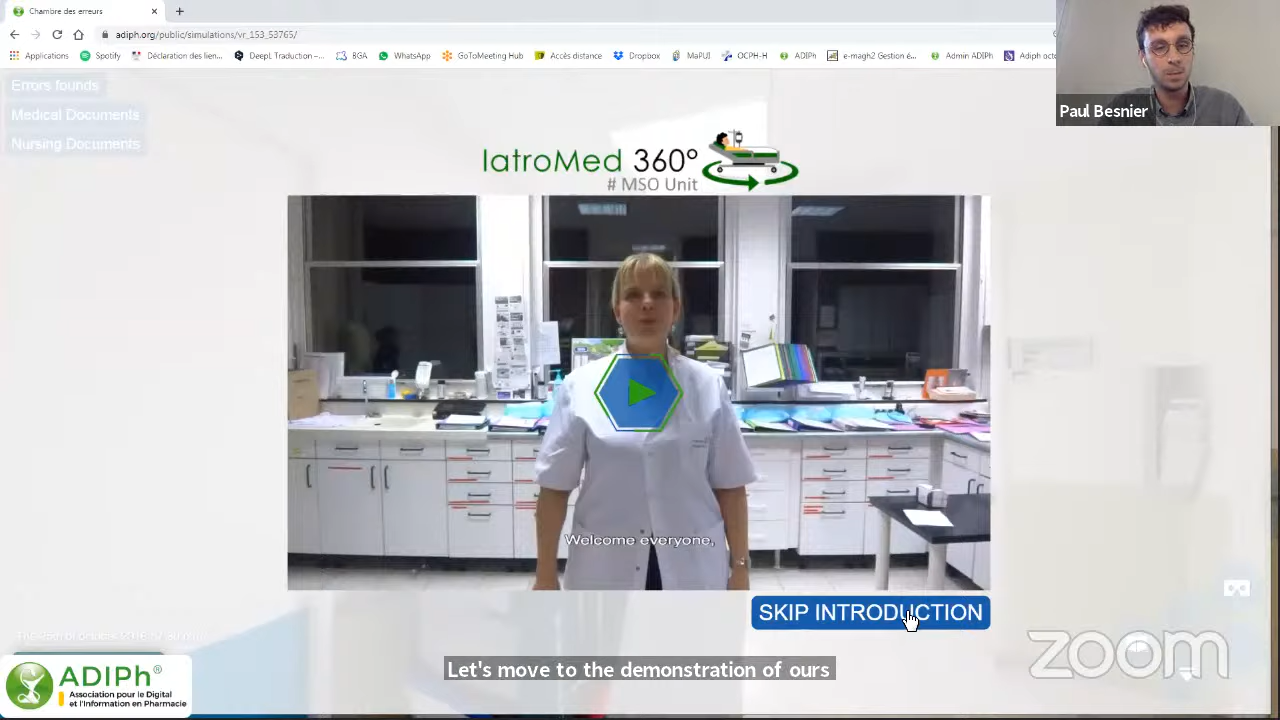 Chambre des erreurs
adiph.org/public/simulations/vr_153_53765/
Applications
Spotify
Déclaration des lien...
DeepL Traduction –...
GIA
WhatsApp
GoToMeeting Hub
Accès distance
Dropbox
MaPUI
OCPH-H
ADIPh
e-magh2 Gestion é...
Admin ADIPh
Adiph oct
Paul Besnier
Errors founds
Medical Documents
Nursing Documents
IatroMed 360°
# MSO Unit
Welcome everyone,
SKIP INTRODUCTION
zoom
Let's move to the demonstration of ours
ADIPh®
Association pour le Digital
et l'Information en Pharmacie